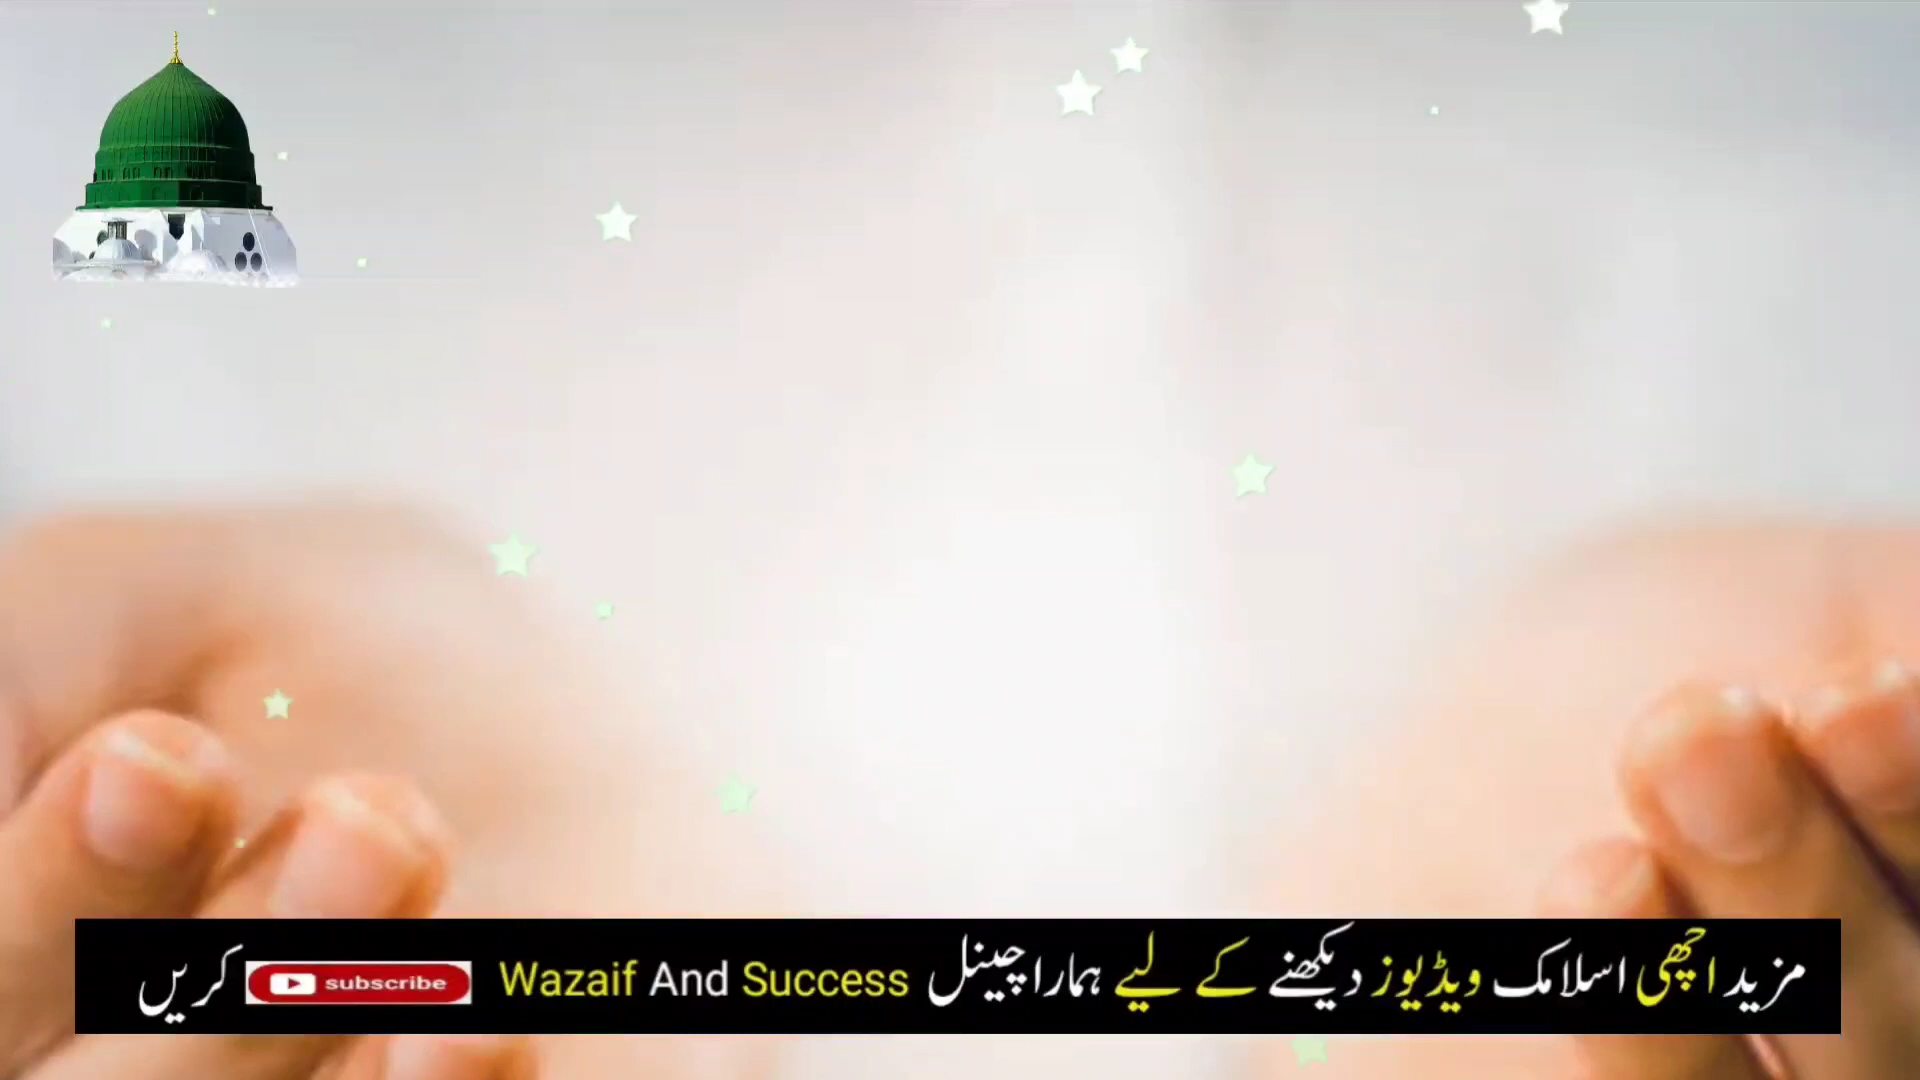 مزید اچھی اسلامک ویڈیوز دیکھنے کے لیے ہمارا چینل Wazaif And Success subscribe کریں